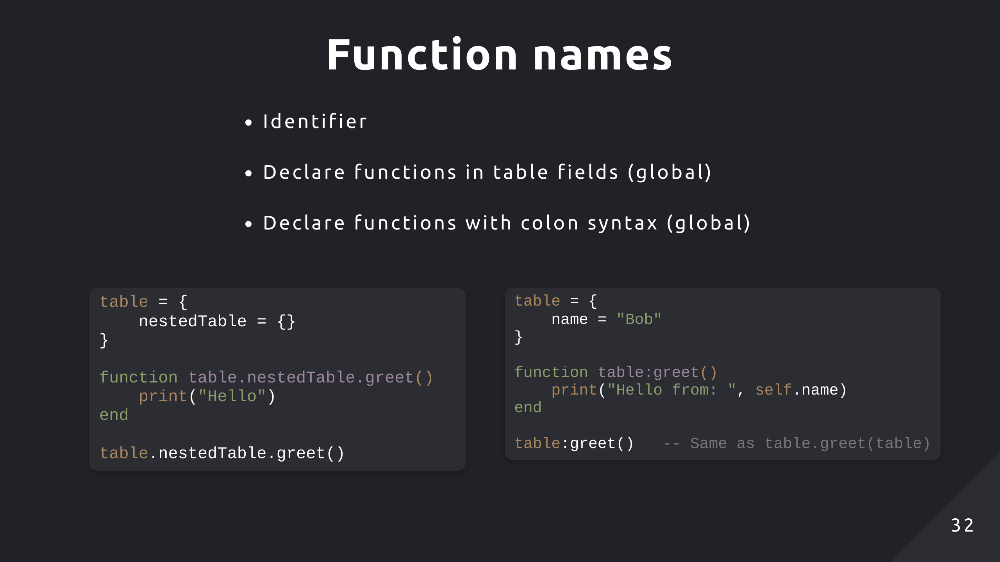 Function names
• Identifier
• Declare functions in table fields (global)
• Declare functions with colon syntax (global)
table = {
    nestedTable = {}
}
function table.nestedTable.greet()
    print("Hello")
end
table.nestedTable.greet()
table = {
    name = "Bob"
}
function table:greet()
    print("Hello from: ", self.name)
end
table:greet()   -- Same as table.greet(table)
32